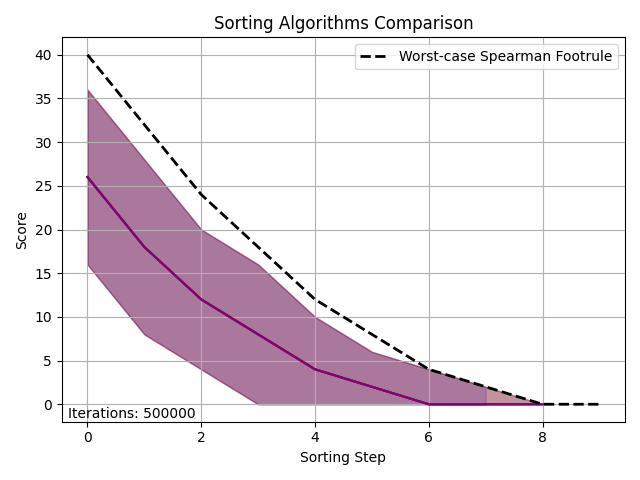 Sorting Algorithms Comparison
Worst-case Spearman Footrule
Score
40
35
30
25
20
15
10
5
0
Iterations: 500000
0 2 4 6 8
Sorting Step